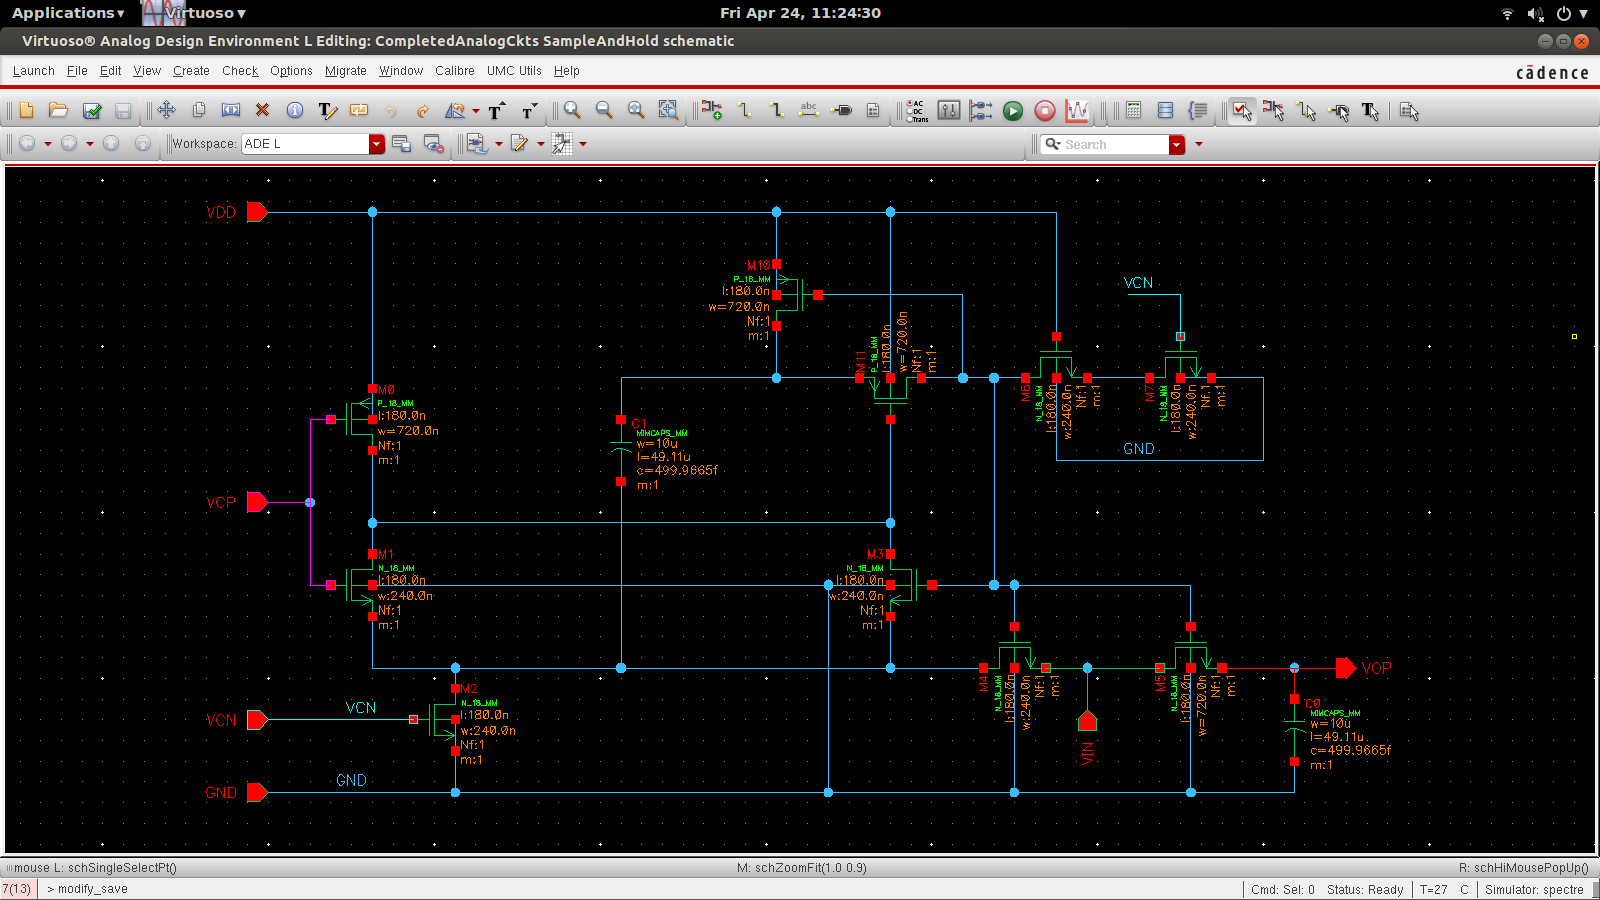 Applications Virtuoso Fri Apr 24, 11:24:30
Virtuoso® Analog Design Environment L Editing: CompletedAnalogCkts SampleAndHold schematic
Launch File Edit View Create Check Options Migrate Window Calibre UMC Utils Help
cādence
abc
AC
DC
Trans
Workspace: ADE L
Search
VDD
M10
P_18_MM
l:180.0n
w=720.0n
Nf:1
m:1
VCN
M11
P_18_MM
l:180.0n
w=720.0n
Nf:1
m:1
M6
N_18_MM
l:180.0n
w:240.0n
Nf:1
m:1
M7
N_18_MM
l:180.0n
w:240.0n
Nf:1
m:1
GND
M0
P_18_MM
l:180.0n
w=720.0n
Nf:1
m:1
C1
MIMCAPS_MM
w=10u
l=49.11u
c=499.9665f
m:1
VCP
M1
N_18_MM
l:180.0n
w:240.0n
Nf:1
m:1
M3
N_18_MM
l:180.0n
w:240.0n
Nf:1
m:1
M4
N_18_MM
l:180.0n
w:240.0n
Nf:1
m:1
M5
N_18_MM
l:180.0n
w=720.0n
Nf:1
m:1
VOP
VIN
C0
MIMCAPS_MM
w=10u
l=49.11u
c=499.9665f
m:1
VCN
VCN
M2
N_18_MM
l:180.0n
w:240.0n
Nf:1
m:1
GND
GND
mouse L: schSingleSelectPt() M: schZoomFit(1.0 0.9) R: schHiMousePopUp()
7(13) > modify_save Cmd: Sel: 0 Status: Ready T=27 C Simulator: spectre